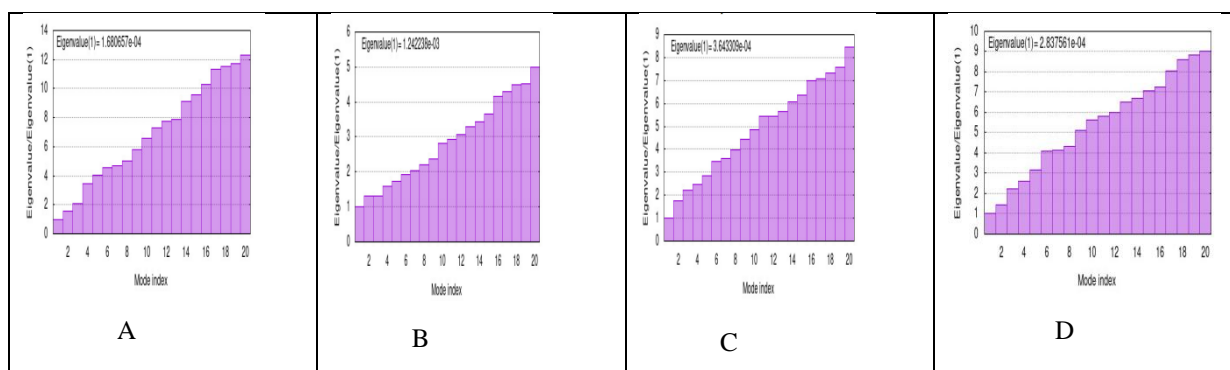 14
12
10
8
6
4
2
0
Eigenvalue/Eigenvalue(1)
Eigenvalue(1)= 1.680657e-04
2 4 6 8 10 12 14 16 18 20
Mode index
A
6
5
4
3
2
1
0
Eigenvalue/Eigenvalue(1)
Eigenvalue(1)= 1.242238e-03
2 4 6 8 10 12 14 16 18 20
Mode index
B
9
8
7
6
5
4
3
2
1
0
Eigenvalue/Eigenvalue(1)
Eigenvalue(1)= 3.643309e-04
2 4 6 8 10 12 14 16 18 20
Mode index
C
10
9
8
7
6
5
4
3
2
1
0
Eigenvalue/Eigenvalue(1)
Eigenvalue(1)= 2.837561e-04
2 4 6 8 10 12 14 16 18 20
Mode index
D